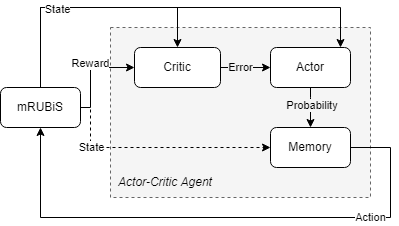 State
Reward
Critic
Error
Actor
mRUBiS
Probability
State
Memory
Actor-Critic Agent
Action